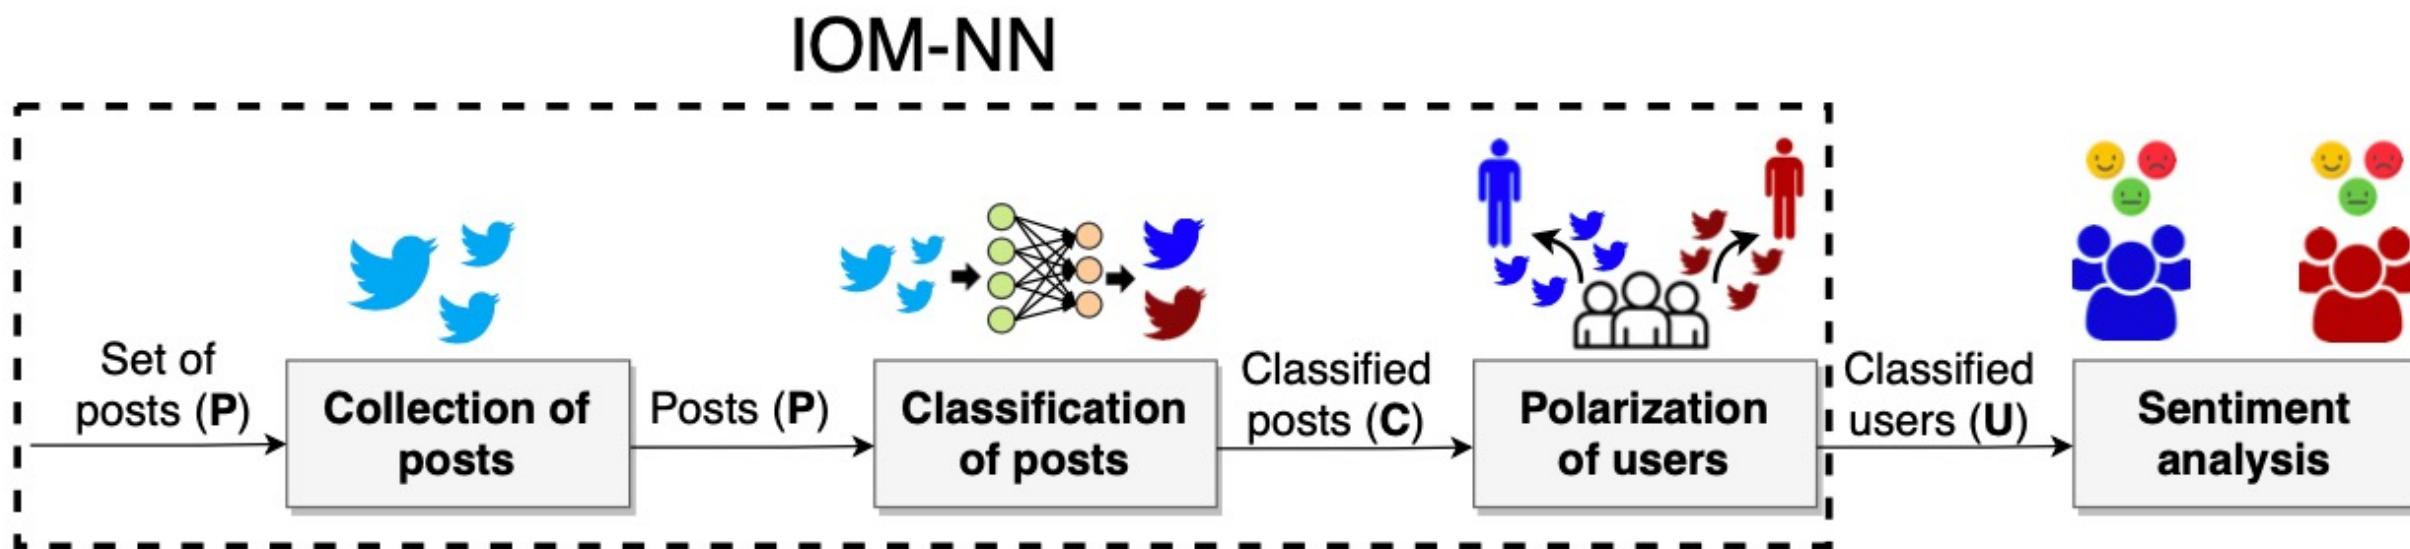 IOM-NN
Set of
posts (P)
Collection of
posts
Posts (P)
Classification
of posts
Classified
posts (C)
Polarization
of users
Classified
users (U)
Sentiment
analysis